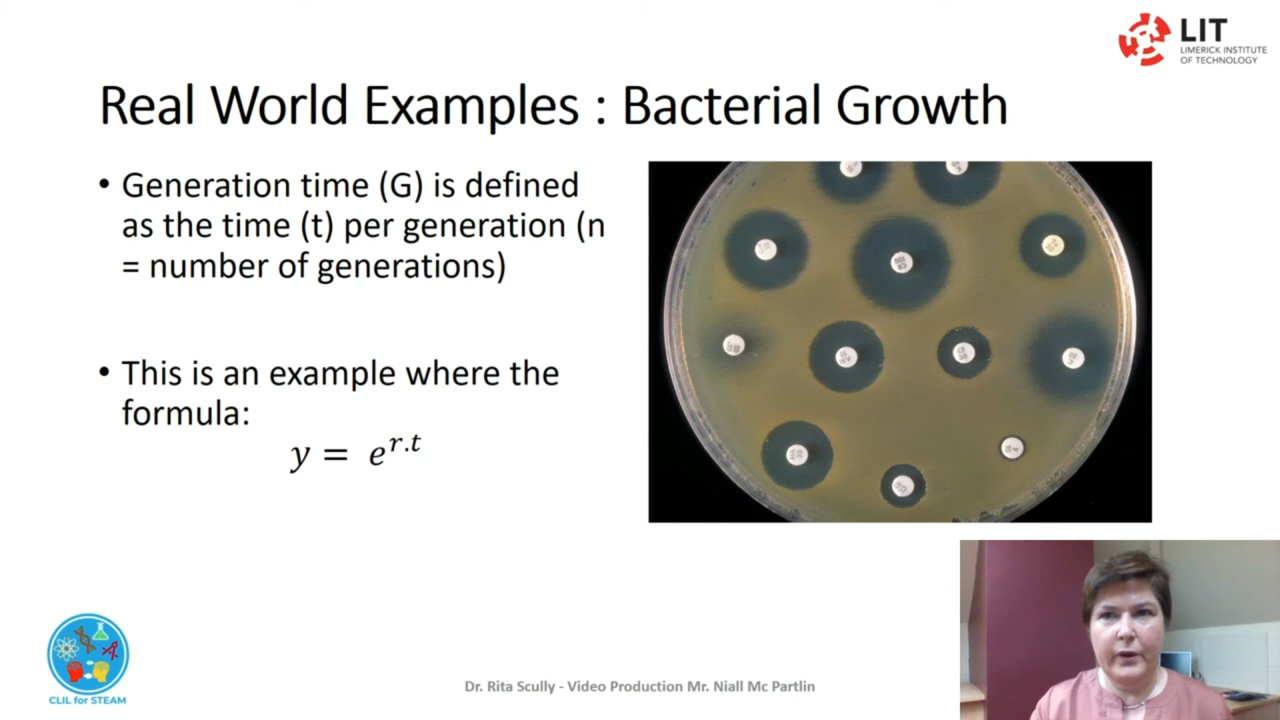 LIT
LIMERICK INSTITUTE
OF TECHNOLOGY
Real World Examples : Bacterial Growth
• Generation time (G) is defined
as the time (t) per generation (n
= number of generations)
• This is an example where the
formula:
y = e^{r.t}
CLIL for STEAM
Dr. Rita Scully - Video Production Mr. Niall Mc Partlin